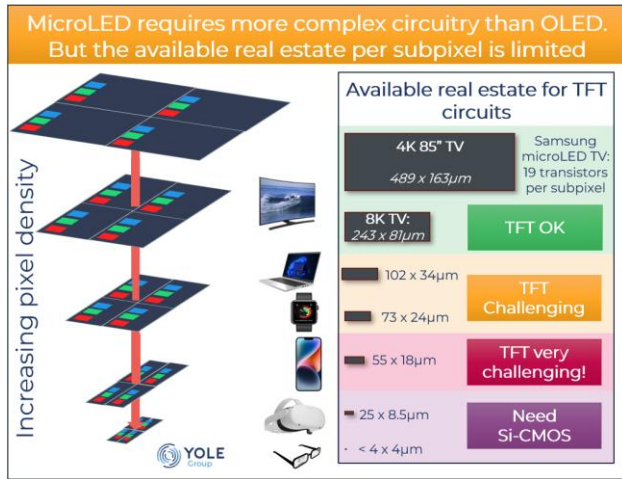 MicroLED requires more complex circuitry than OLED.
But the available real estate per subpixel is limited
Increasing pixel density
YOLE
Group
Available real estate for TFT
circuits
4K 85” TV
489 x 163µm
Samsung
microLED TV:
19 transistors
per subpixel
8K TV:
243 x 81µm
TFT OK
102 x 34µm
73 x 24µm
TFT
Challenging
55 x 18µm
TFT very
challenging!
25 x 8.5µm
< 4 x 4µm
Need
Si-CMOS